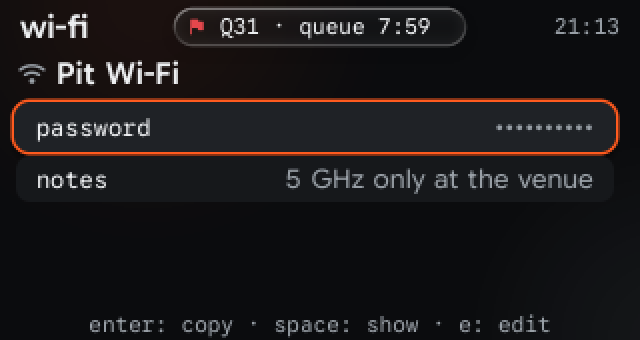 wi-fi
Q31 · queue 7:59
21:13
Pit Wi-Fi
password ••••••••••
notes 5 GHz only at the venue
enter: copy · space: show · e: edit